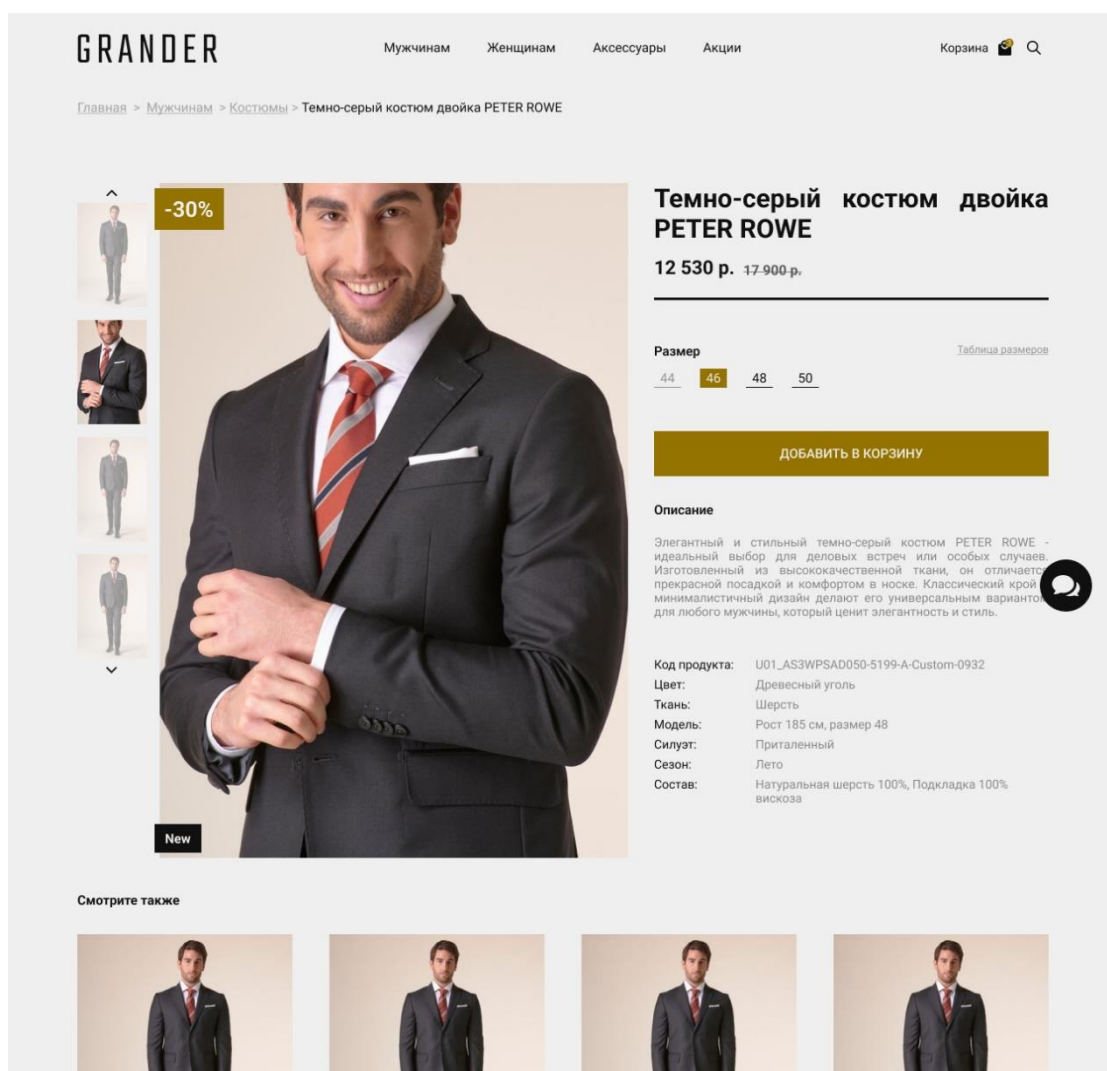 GRANDER
Мужчинам Женщинам Аксессуары Акции Корзина
Главная > Мужчинам > Костюмы > Темно-серый костюм двойка PETER ROWE
-30%
New
Темно-серый костюм двойка
PETER ROWE
12 530 р. 17 900 р.
Размер Таблица размеров
44 46 48 50
ДОБАВИТЬ В КОРЗИНУ
Описание
Элегантный и стильный темно-серый костюм PETER ROWE -
идеальный выбор для деловых встреч или особых случаев.
Изготовленный из высококачественной ткани, он отличается
прекрасной посадкой и комфортом в носке. Классический крой
минималистичный дизайн делают его универсальным вариантом
для любого мужчины, который ценит элегантность и стиль.
Код продукта: U01_AS3WPSAD050-5199-A-Custom-0932
Цвет: Древесный уголь
Ткань: Шерсть
Модель: Рост 185 см, размер 48
Силуэт: Приталенный
Сезон: Лето
Состав: Натуральная шерсть 100%, Подкладка 100%
вискоза
Смотрите также